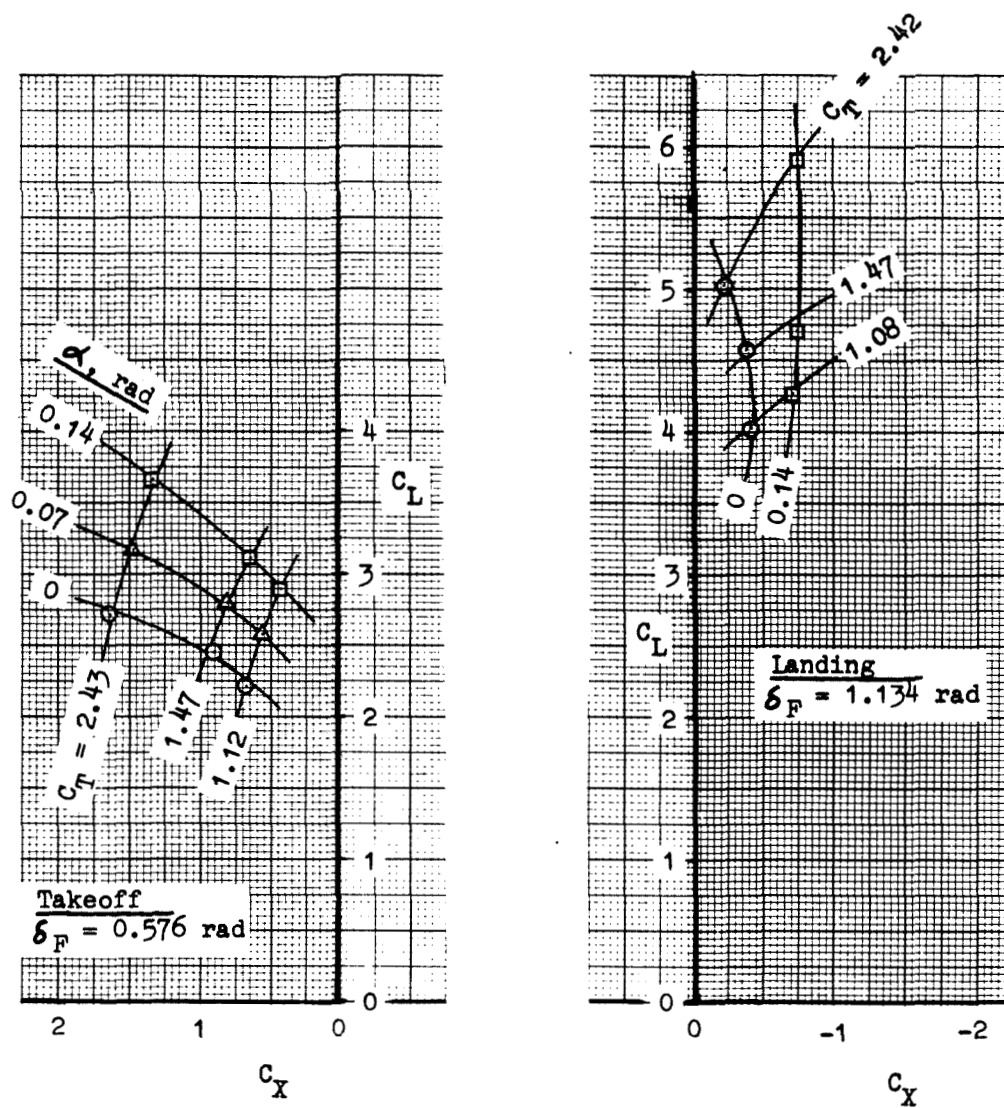 α, rad
0.14
0.07
0
C_T = 2.43
1.47
1.12
4
C_L
3
2
1
0
Takeoff
δ_F = 0.576 rad
2 1 0
C_X
C_T = 2.42
6
5
4
3
C_L
2
1
0
1.47
1.08
0
0.14
Landing
δ_F = 1.134 rad
0 -1 -2
C_X